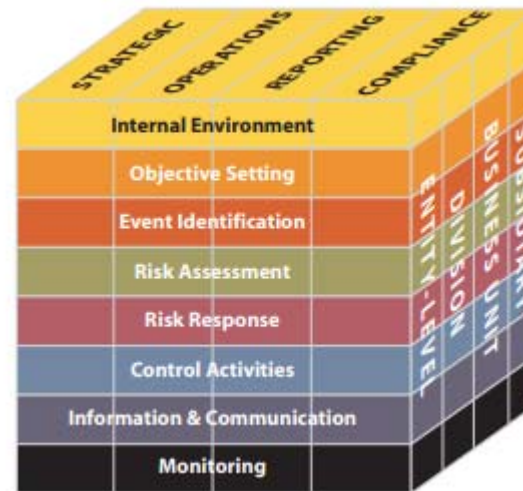 STRATEGIC
OPERATIONS
REPORTING
COMPLIANCE
Internal Environment
Objective Setting
Event Identification
Risk Assessment
Risk Response
Control Activities
Information & Communication
Monitoring
ENTITY-LEVEL
DIVISION
BUSINESS UNIT